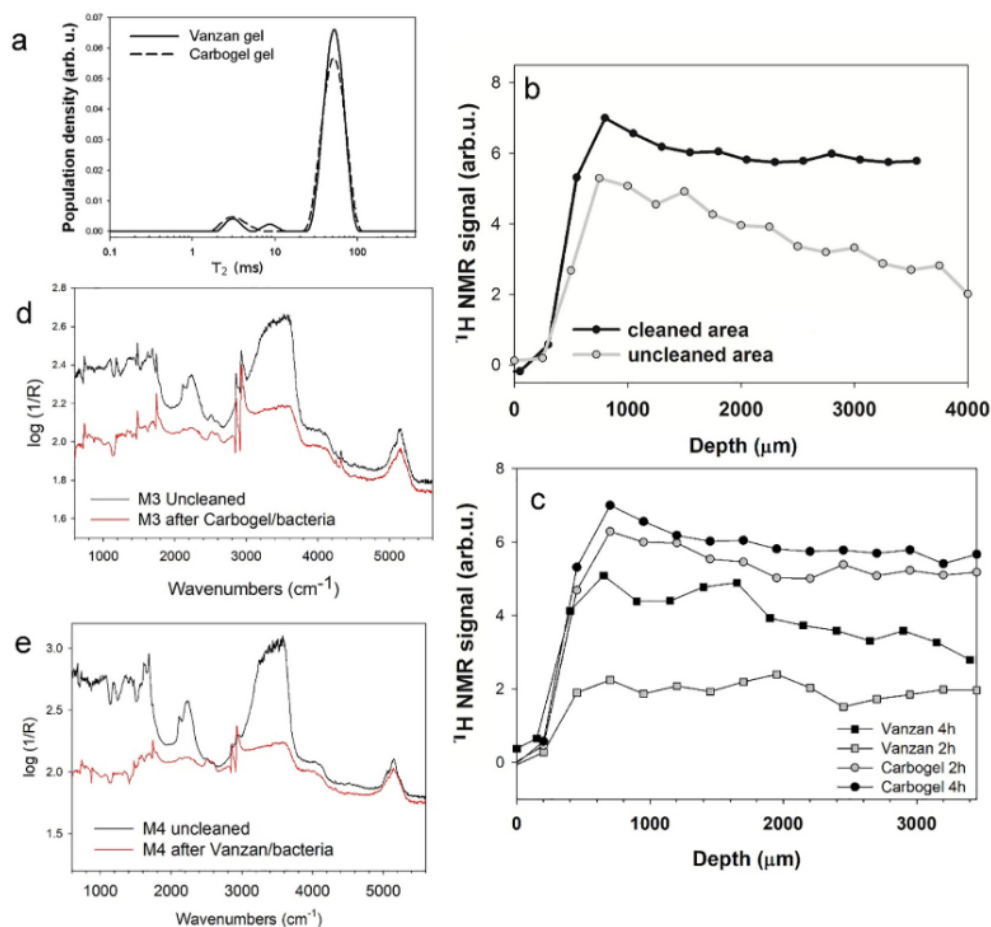 a
Vanzan gel
Carbogel gel
Population density (arb. u.)
0.07
0.06
0.05
0.04
0.03
0.02
0.01
0.00
0.1 1 10 100
T2 (ms)
b
¹H NMR signal (arb.u.)
8
6
4
2
0
cleaned area
uncleaned area
0 1000 2000 3000 4000
Depth (μm)
d
log (1/R)
2.8
2.6
2.4
2.2
2.0
1.8
1.6
M3 Uncleaned
M3 after Carbogel/bacteria
1000 2000 3000 4000 5000
Wavenumbers (cm⁻¹)
c
¹H NMR signal (arb.u.)
8
6
4
2
0
Vanzan 4h
Vanzan 2h
Carbogel 2h
Carbogel 4h
0 1000 2000 3000
Depth (μm)
e
log (1/R)
3.0
2.5
2.0
1.5
M4 uncleaned
M4 after Vanzan/bacteria
1000 2000 3000 4000 5000
Wavenumbers (cm⁻¹)